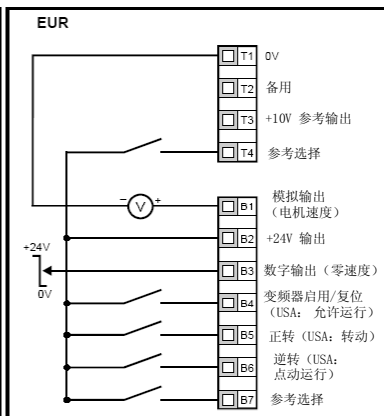 EUR
T1 0V
T2 备用
T3 +10V 参考输出
T4 参考选择
− V +
B1 模拟输出
（电机速度）
B2 +24V 输出
+24V
0V
B3 数字输出（零速度）
B4 变频器启用/复位
（USA： 允许运行）
B5 正转（USA：转动）
B6 逆转（USA：
点动运行）
B7 参考选择